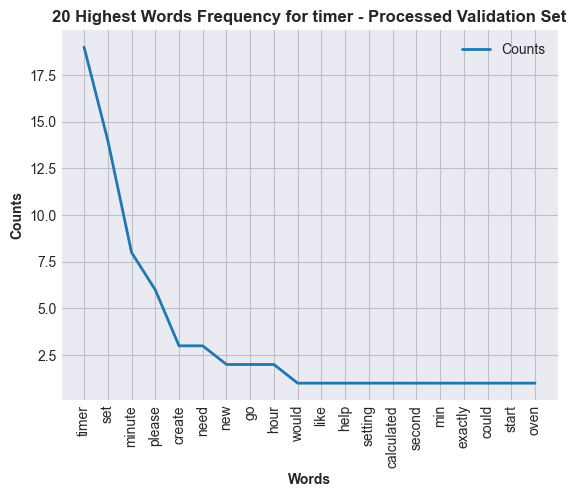 20 Highest Words Frequency for timer - Processed Validation Set
Counts
17.5
15.0
12.5
10.0
7.5
5.0
2.5
Counts
timer
set
minute
please
create
need
new
go
hour
would
like
help
setting
calculated
second
min
exactly
could
start
oven
Words